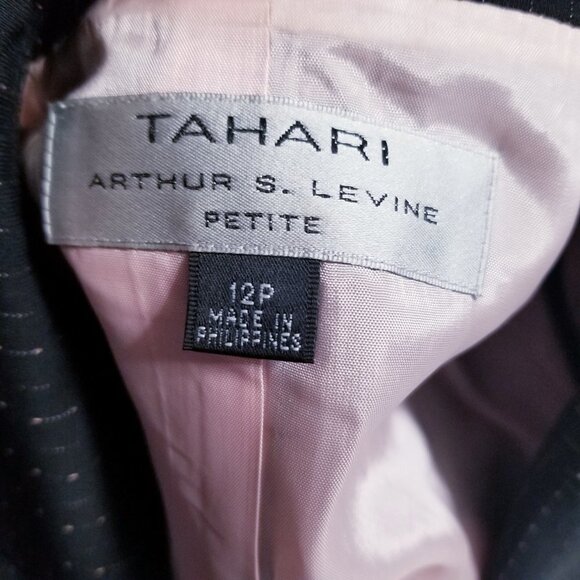 TAHARI
ARTHUR S. LEVINE
PETITE
12P
MADE IN
PHILIPPINES